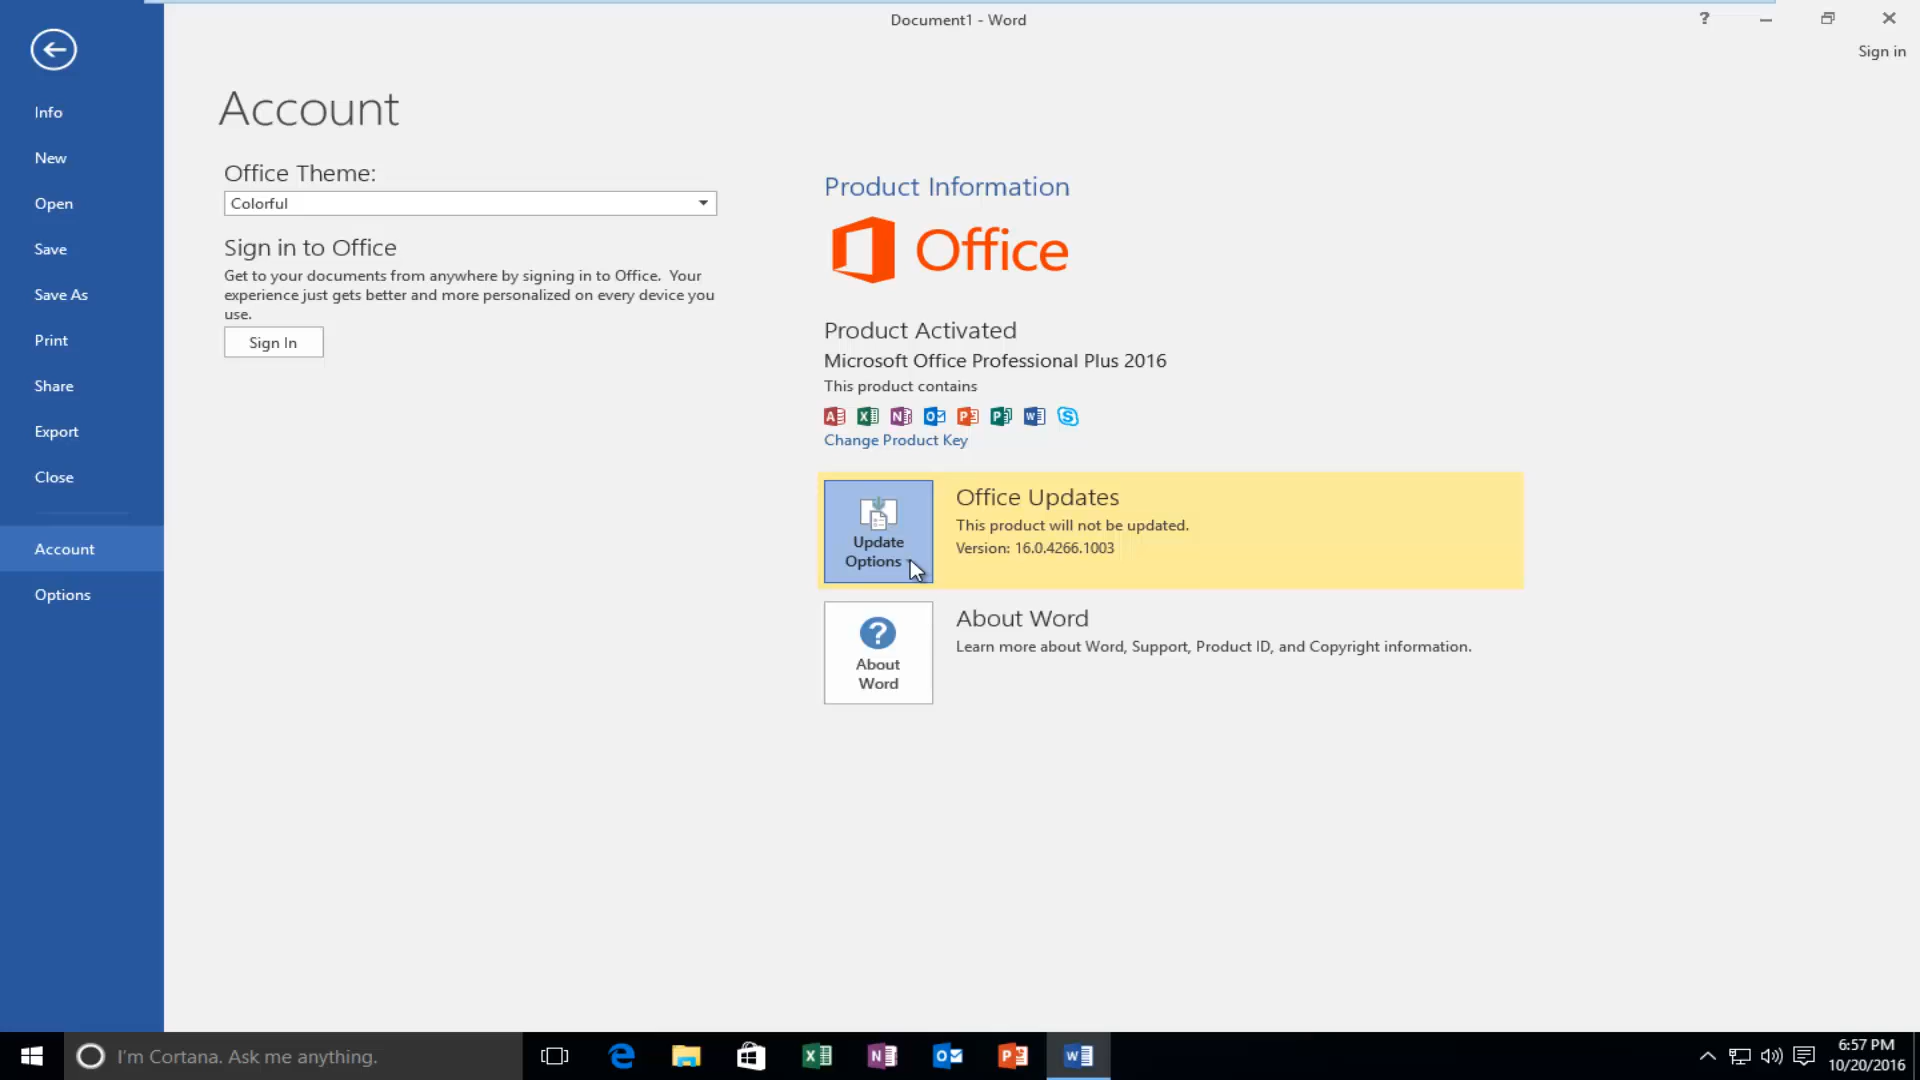 Document1 - Word
?
Sign in
Info
New
Open
Save
Save As
Print
Share
Export
Close
Account
Options
Account
Office Theme:
Colorful
Sign in to Office
Get to your documents from anywhere by signing in to Office. Your
experience just gets better and more personalized on every device you
use.
Sign In
Product Information
Office
Product Activated
Microsoft Office Professional Plus 2016
This product contains
Change Product Key
Update
Options
Office Updates
This product will not be updated.
Version: 16.0.4266.1003
?
About
Word
About Word
Learn more about Word, Support, Product ID, and Copyright information.
I'm Cortana. Ask me anything.
6:57 PM
10/20/2016